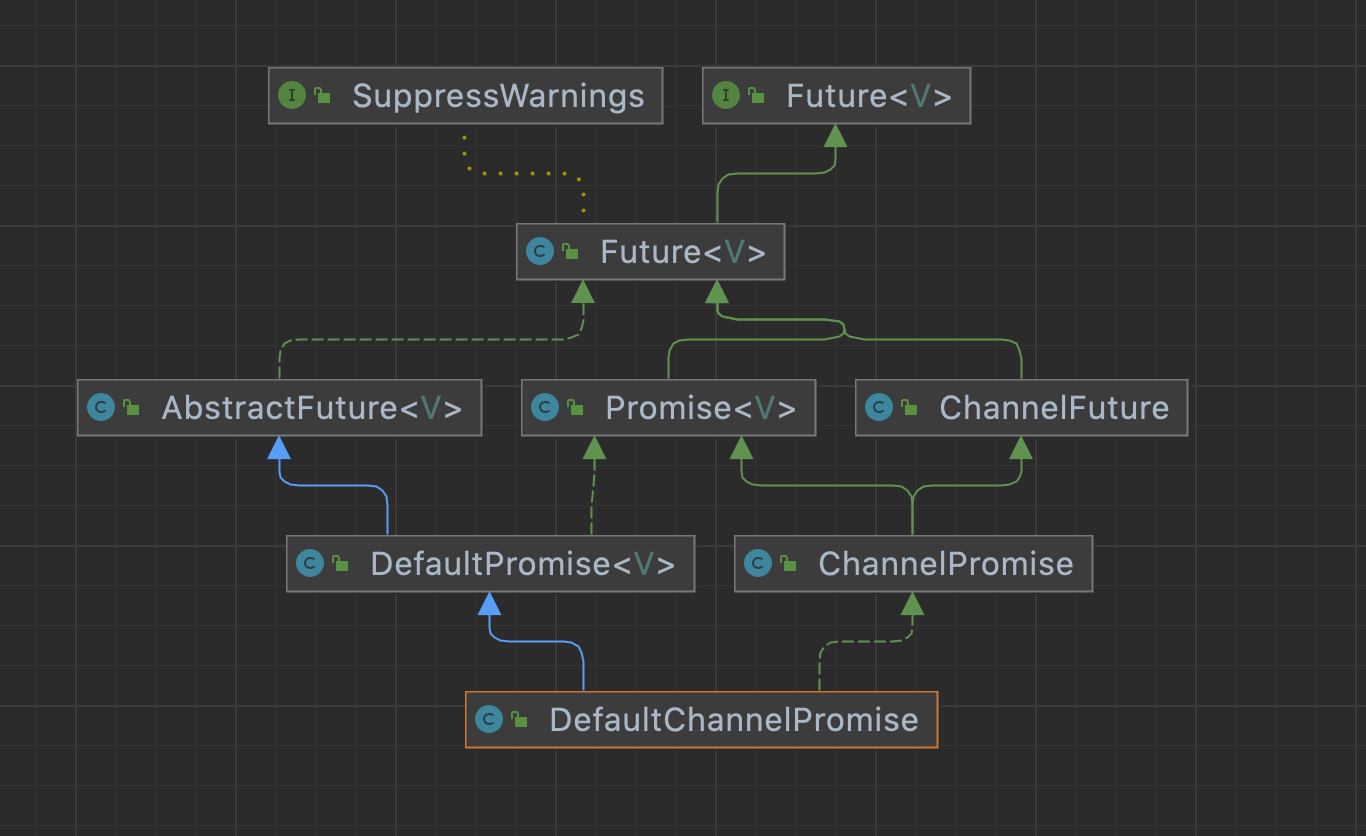 I SuppressWarnings
I Future<V>
C Future<V>
C AbstractFuture<V>
C Promise<V>
C ChannelFuture
C DefaultPromise<V>
C ChannelPromise
C DefaultChannelPromise